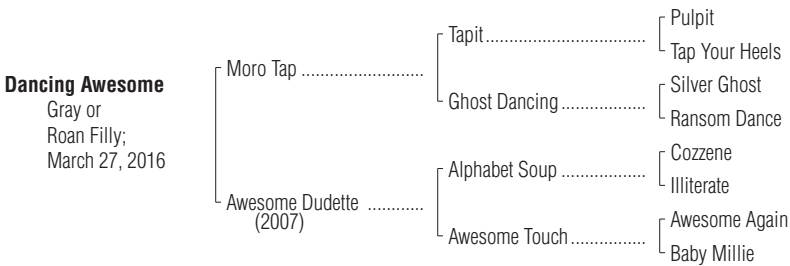 Pulpit
Tapit................................
Tap Your Heels
Moro Tap ........................
Dancing Awesome
Silver Ghost
Gray or
Ghost Dancing .................
Ransom Dance
Roan Filly;
March 27, 2016
Cozzene
Alphabet Soup .................
Illiterate
Awesome Dudette ...........
(2007)
Awesome Again
Awesome Touch...............
Baby Millie